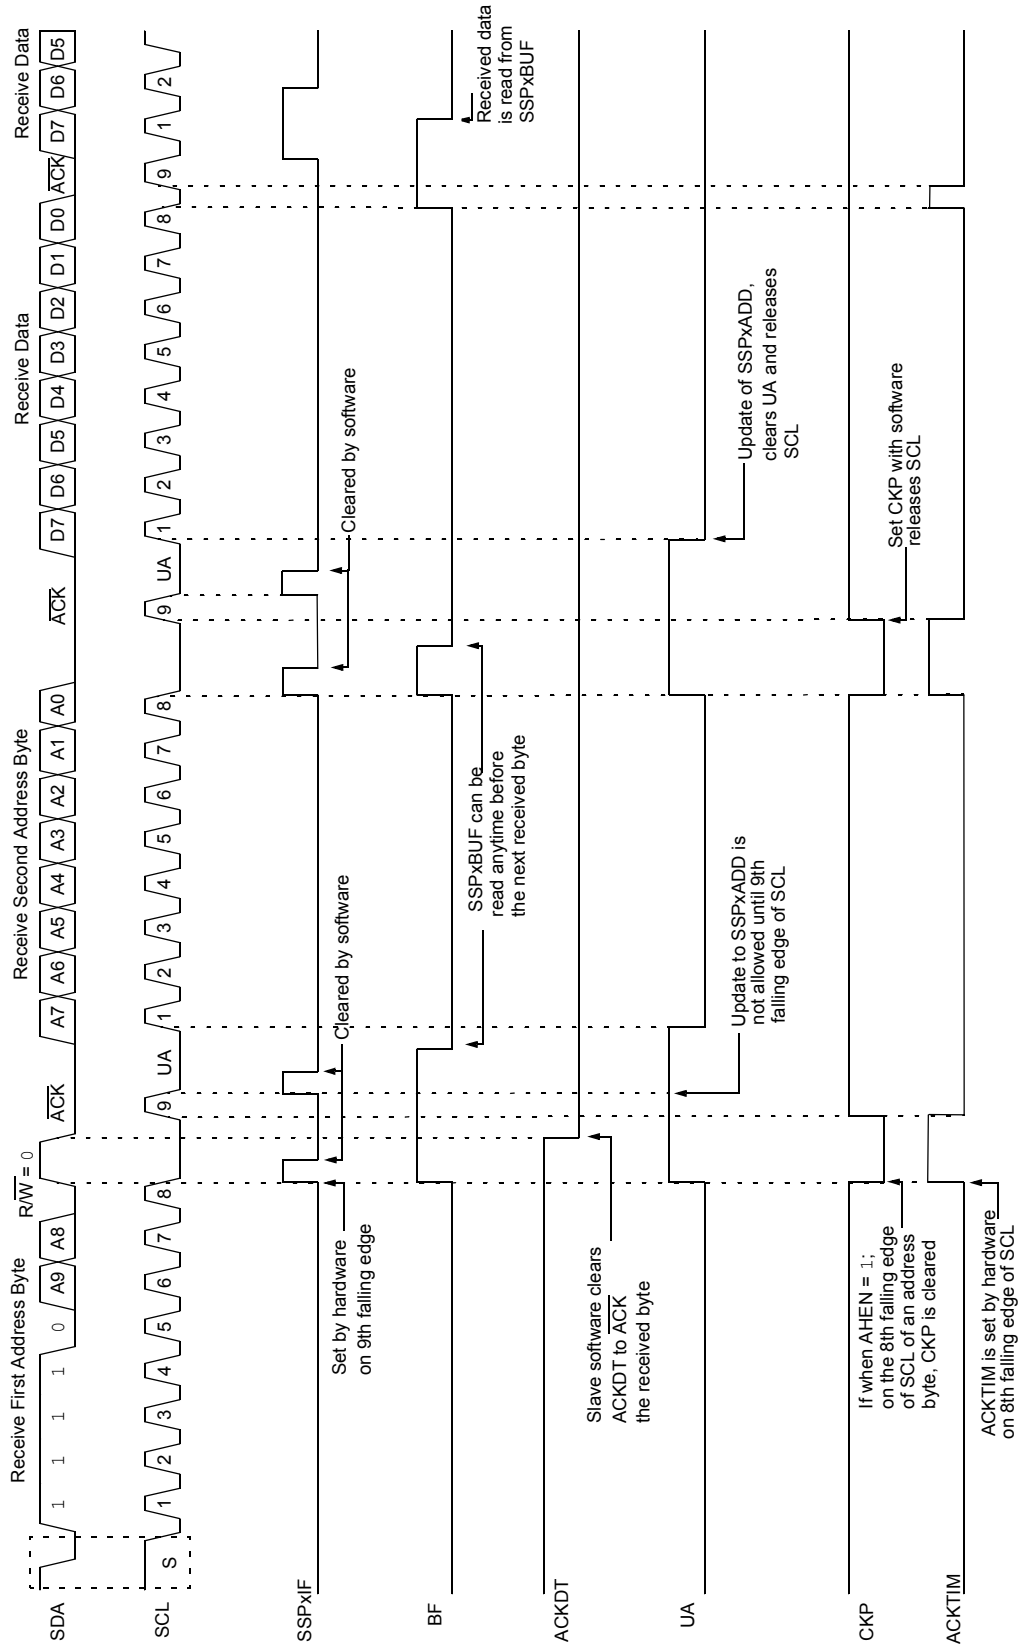 Receive First Address Byte
R/W = 0
Receive Second Address Byte
Receive Data
Receive Data
SDA
1
1
1
1
0
A9
A8
ACK
A7
A6
A5
A4
A3
A2
A1
A0
ACK
D7
D6
D5
D4
D3
D2
D1
D0
ACK
D7
D6
D5
SCL
S
1
2
3
4
5
6
7
8
9
UA
1
2
3
4
5
6
7
8
9
UA
1
2
3
4
5
6
7
8
9
1
2
SSPxIF
Set by hardware
on 9th falling edge
Cleared by software
Cleared by software
BF
SSPxBUF can be
read anytime before
the next received byte
Received data
is read from
SSPxBUF
ACKDT
Slave software clears
ACKDT to ACK
the received byte
UA
Update to SSPxADD is
not allowed until 9th
falling edge of SCL
Update of SSPxADD,
clears UA and releases
SCL
CKP
If when AHEN = 1;
on the 8th falling edge
of SCL of an address
byte, CKP is cleared
Set CKP with software
releases SCL
ACKTIM
ACKTIM is set by hardware
on 8th falling edge of SCL